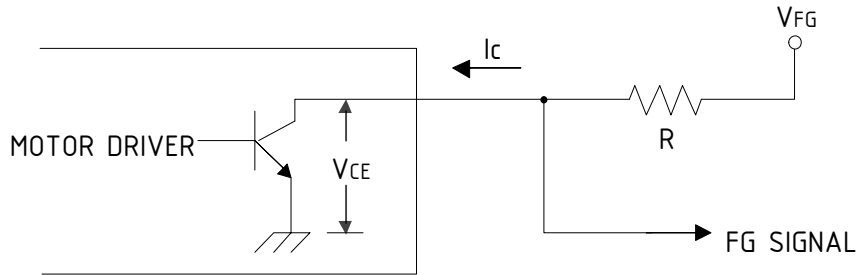 VFG
Ic
R
MOTOR DRIVER
VCE
FG SIGNAL